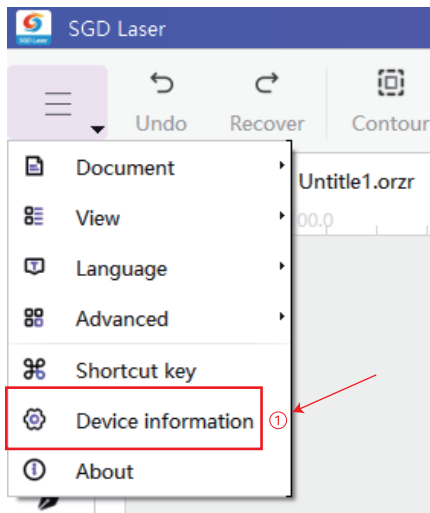 SGD Laser
SGD Laser
Undo Recover Contour
Document
Untitle1.orzr
View
00.0
Language
Advanced
Shortcut key
Device information ①
About